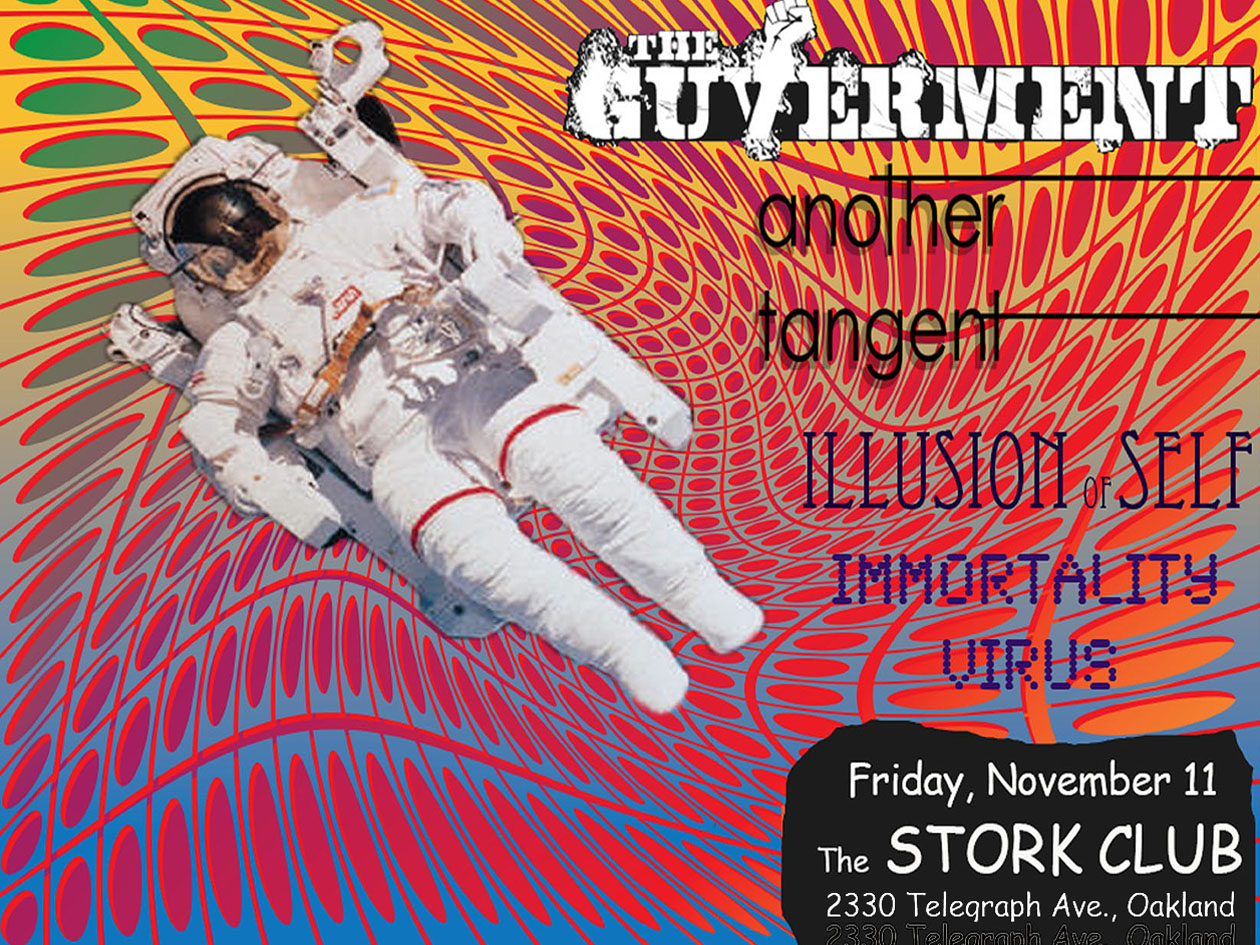 THE
GUVERMENT
another
tangent
ILLUSION OF SELF
IMMORTALITY
VIRUS
Friday, November 11
The STORK CLUB
2330 Telegraph Ave., Oakland
2330 Telegraph Ave., Oakland